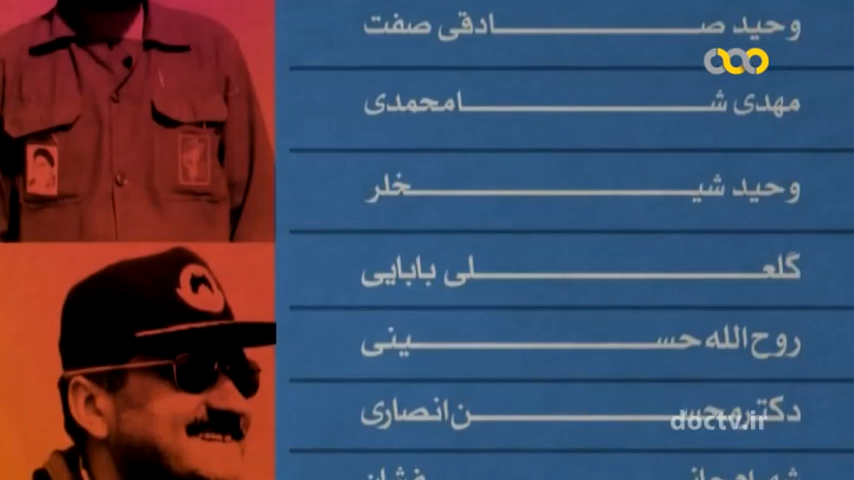 وحید صادقی صفت
مهدی شامحمدی
وحید شیخلر
گلعلی بابایی
روح الله حسینی
دکتر محسن انصاری
doctv.ir